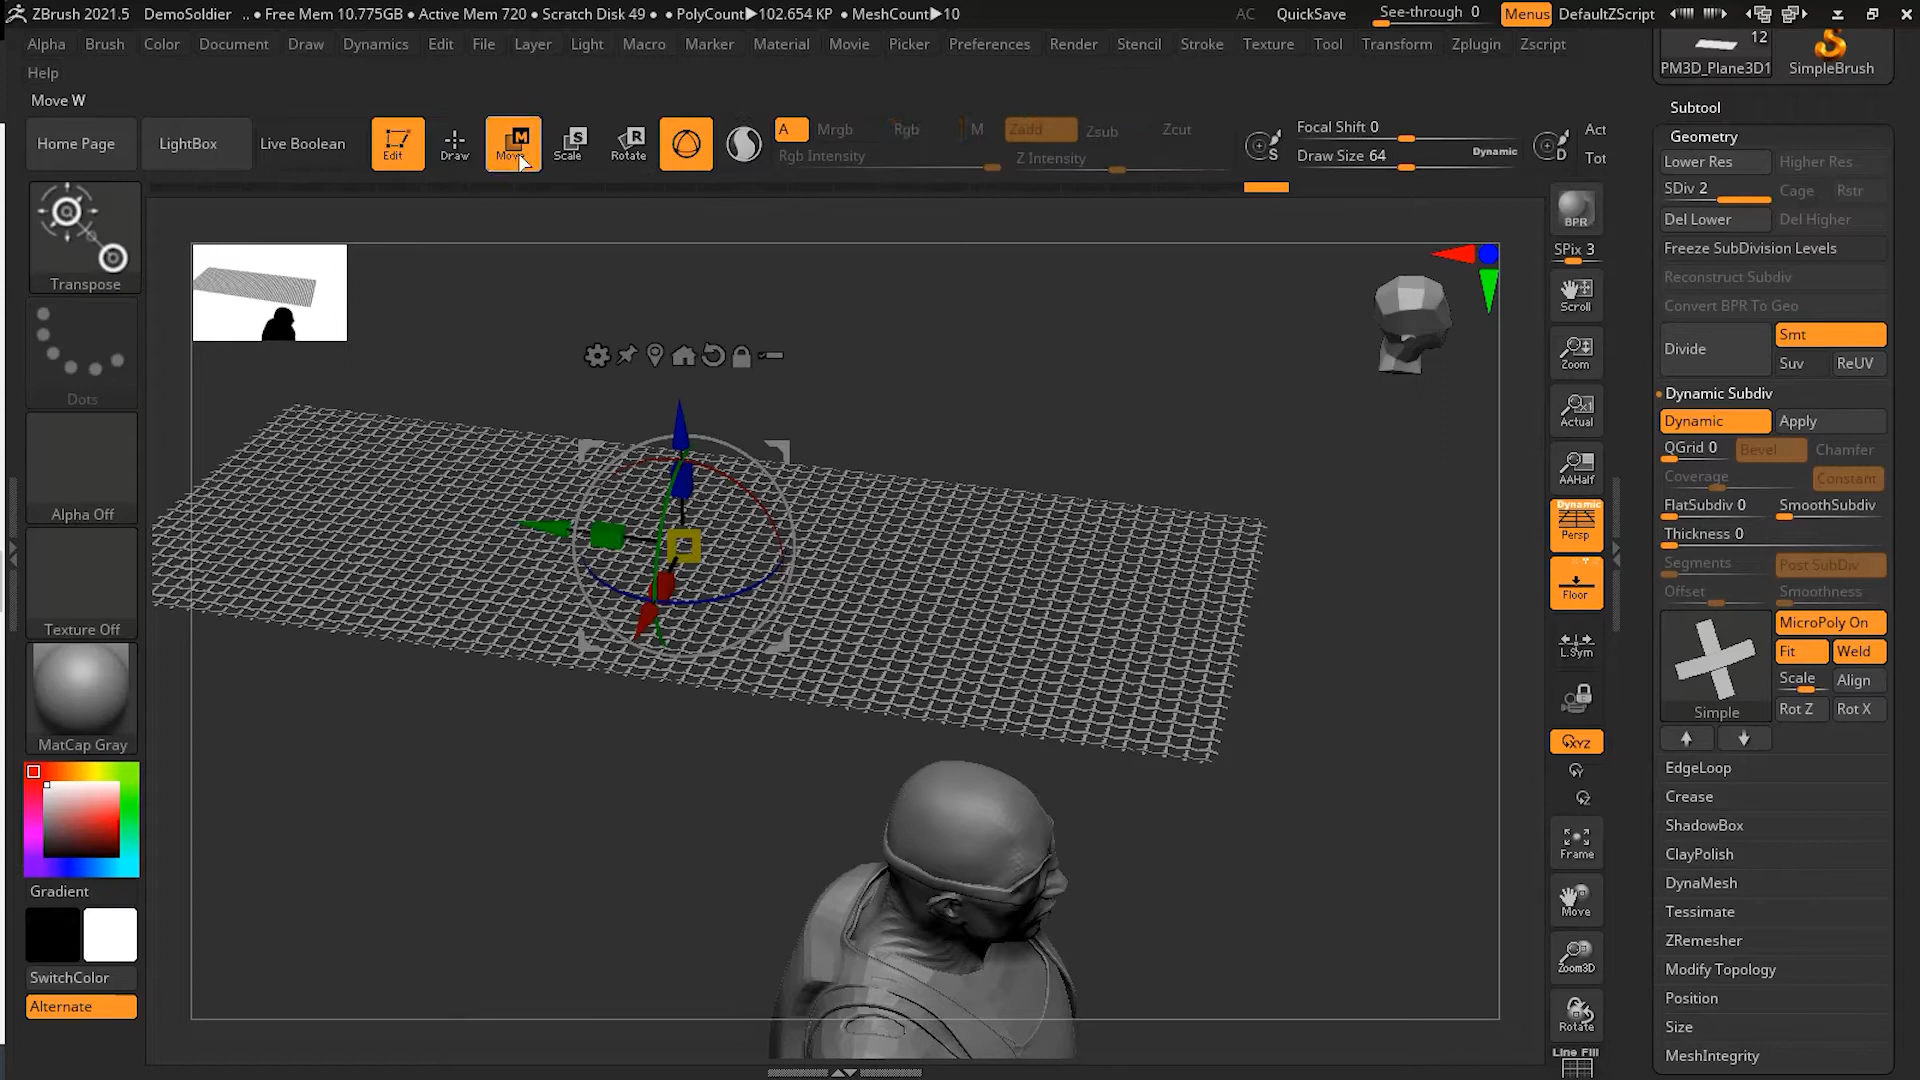 ZBrush 2021.5 DemoSoldier .. • Free Mem 10.775GB • Active Mem 720 • Scratch Disk 49 • • PolyCount▶102.654 KP • MeshCount▶10 AC QuickSave See-through 0 Menus DefaultZScript
Alpha Brush Color Document Draw Dynamics Edit File Layer Light Macro Marker Material Movie Picker Preferences Render Stencil Stroke Texture Tool Transform Zplugin Zscript
Help
Move W
Home Page LightBox Live Boolean Edit Draw Move Scale Rotate
A Mrgb Rgb M Zadd Zsub Zcut
Rgb Intensity Z Intensity
S Focal Shift 0
Draw Size 64 Dynamic
D Act
Tot
Transpose
Dots
Alpha Off
Texture Off
MatCap Gray
Gradient
SwitchColor
Alternate
BPR
SPix 3
Scroll
Zoom
Actual
AAHalf
Dynamic
Persp
Floor
L.Sym
XYZ
Y
Z
Frame
Move
Zoom3D
Rotate
Line Fill
12
PM3D_Plane3D1 SimpleBrush
Subtool
Geometry
Lower Res Higher Res
SDiv 2 Cage Rstr
Del Lower Del Higher
Freeze SubDivision Levels
Reconstruct Subdiv
Convert BPR To Geo
Divide Smt
Suv ReUV
Dynamic Subdiv
Dynamic Apply
QGrid 0 Bevel Chamfer
Coverage Constant
FlatSubdiv 0 SmoothSubdiv
Thickness 0
Segments Post SubDiv
Offset Smoothness
MicroPoly On
Fit Weld
Scale Align
Simple Rot Z Rot X
EdgeLoop
Crease
ShadowBox
ClayPolish
DynaMesh
Tessimate
ZRemesher
Modify Topology
Position
Size
MeshIntegrity